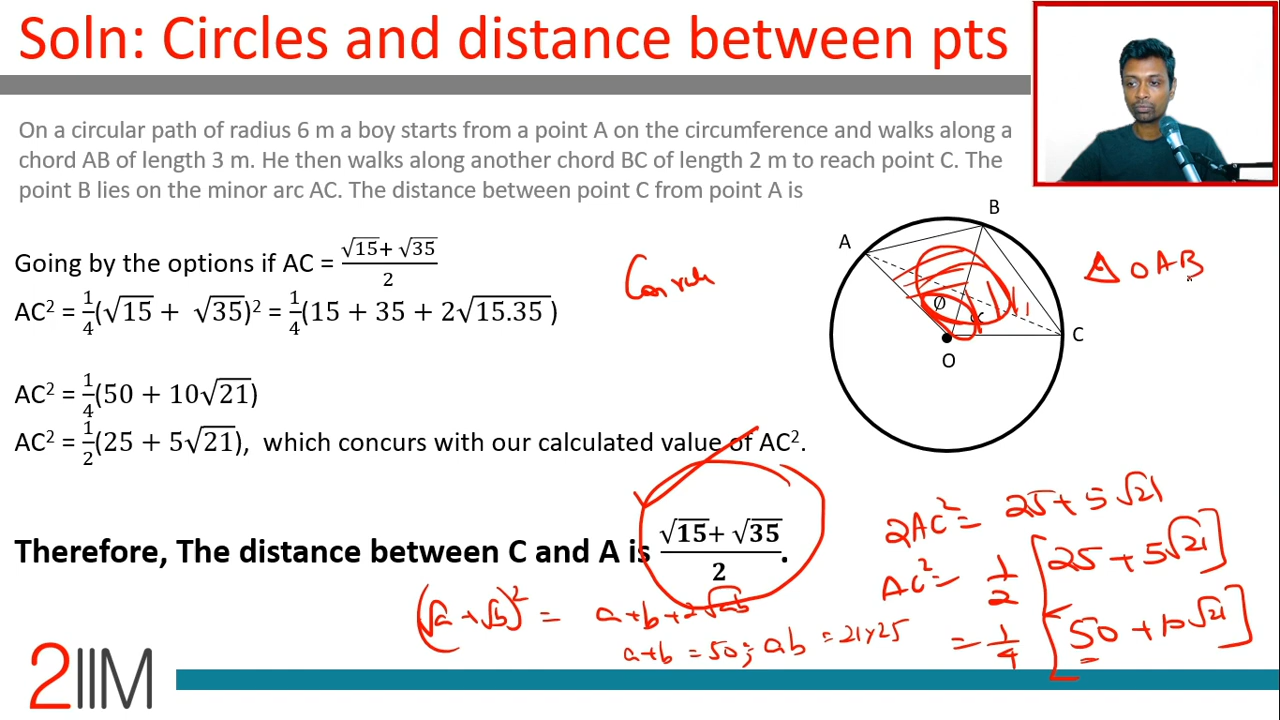 Soln: Circles and distance between pts
On a circular path of radius 6 m a boy starts from a point A on the circumference and walks along a
chord AB of length 3 m. He then walks along another chord BC of length 2 m to reach point C. The
point B lies on the minor arc AC. The distance between point C from point A is
Going by the options if AC = (√15+ √35)/2
AC² = 1/4(√15 + √35)² = 1/4(15 + 35 + 2√15.35 )
AC² = 1/4(50 + 10√21)
AC² = 1/2(25 + 5√21), which concurs with our calculated value of AC².
Therefore, The distance between C and A is (√15+ √35)/2.
A
B
C
O
Ø
∝
Δ OAB
2AC² = 25 + 5√21
AC² = 1/2 [25 + 5√21]
= 1/4 [50 + 10√21]
(√a + √b)² = a+b+2√ab
a+b = 50; ab = 21×25
2IIM